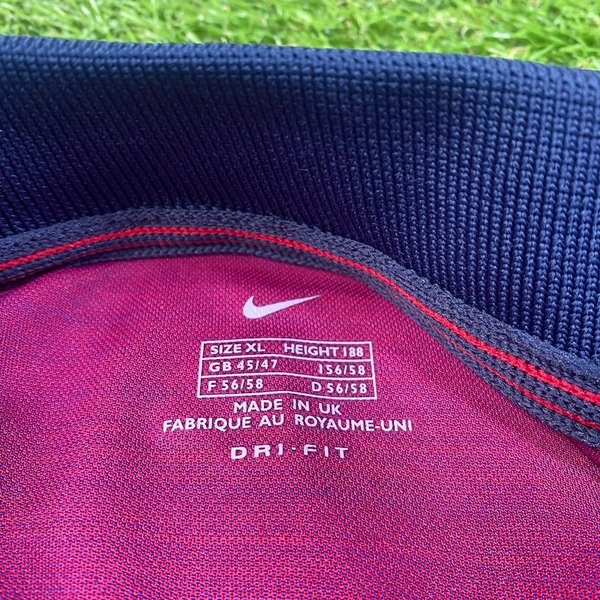 SIZE XL HEIGHT 188
GB 45/47 I 56/58
F 56/58 D 56/58
MADE IN UK
FABRIQUE AU ROYAUME-UNI
DRI-FIT